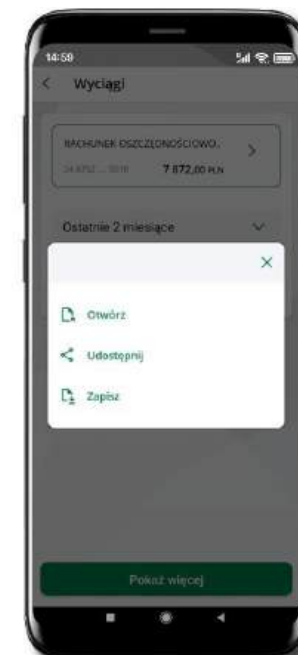 14:59
Wyciągi
RACHUNEK OSZCZĘDNOŚCIOWO..
7 872,00 PLN
Ostatnie 2 miesiące
Otwórz
Udostępnij
Zapisz
Pokaż więcej